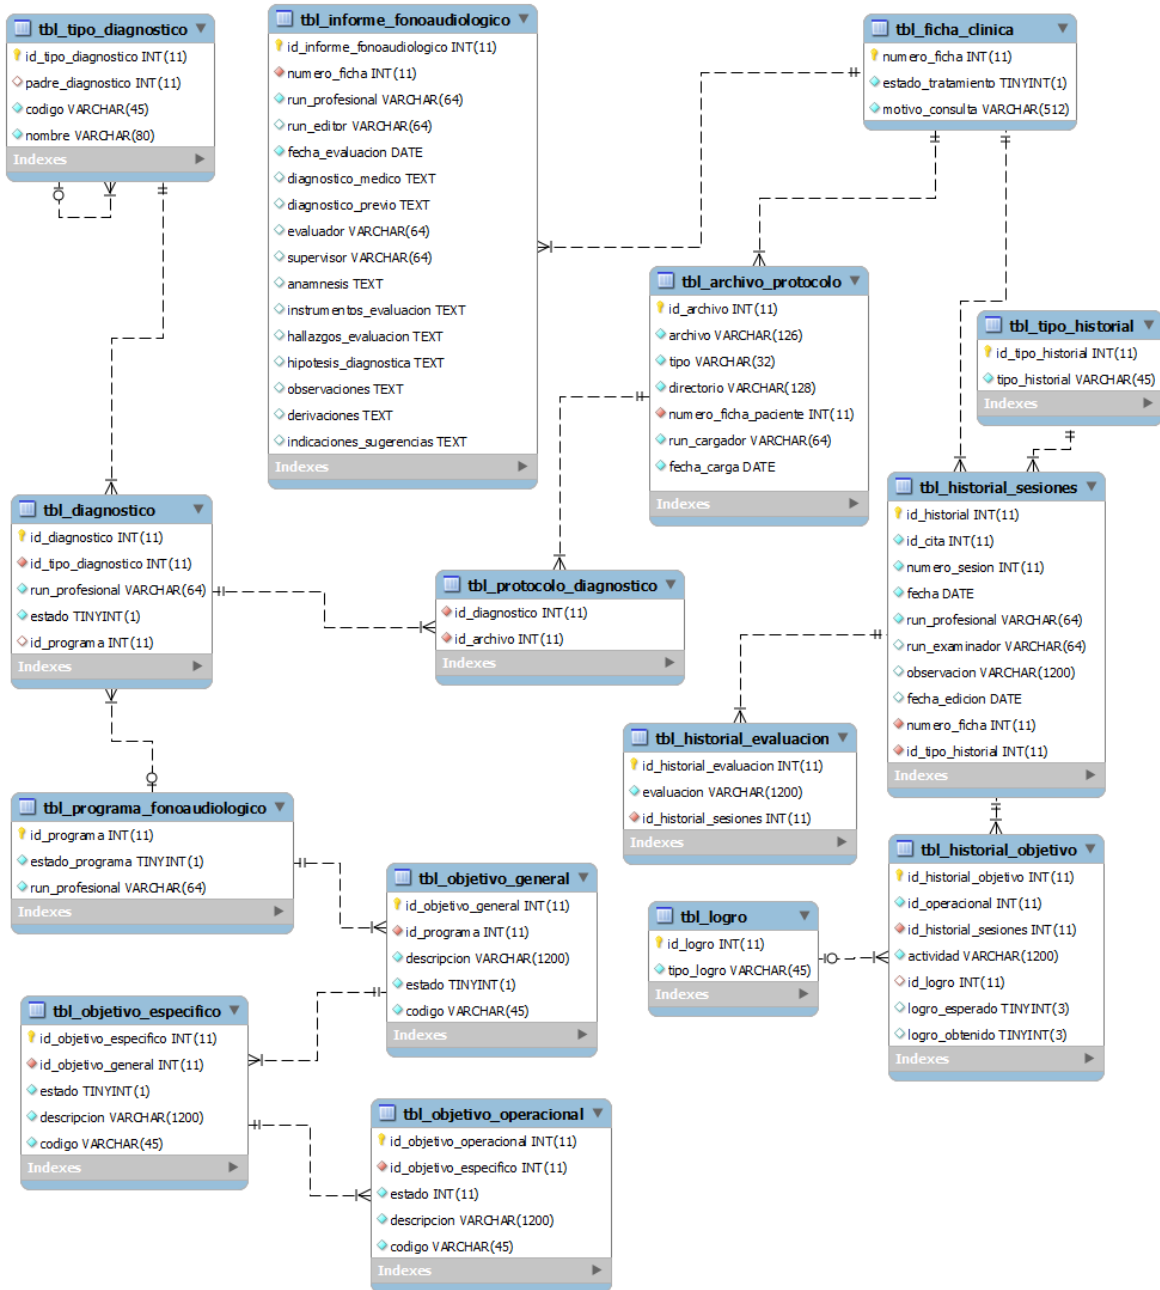 tbl_tipo_diagnostico
id_tipo_diagnostico INT(11)
padre_diagnostico INT(11)
codigo VARCHAR(45)
nombre VARCHAR(80)
Indexes
tbl_informe_fonoaudiologico
id_informe_fonoaudiologico INT(11)
numero_ficha INT(11)
run_profesional VARCHAR(64)
run_editor VARCHAR(64)
fecha_evaluacion DATE
diagnostico_medico TEXT
diagnostico_previo TEXT
evaluador VARCHAR(64)
supervisor VARCHAR(64)
anamnesis TEXT
instrumentos_evaluacion TEXT
hallazgos_evaluacion TEXT
hipotesis_diagnostica TEXT
observaciones TEXT
derivaciones TEXT
indicaciones_sugerencias TEXT
Indexes
tbl_ficha_clinica
numero_ficha INT(11)
estado_tratamiento TINYINT(1)
motivo_consulta VARCHAR(512)
Indexes
tbl_archivo_protocolo
id_archivo INT(11)
archivo VARCHAR(126)
tipo VARCHAR(32)
directorio VARCHAR(128)
numero_ficha_paciente INT(11)
run_cargador VARCHAR(64)
fecha_carga DATE
Indexes
tbl_tipo_historial
id_tipo_historial INT(11)
tipo_historial VARCHAR(45)
Indexes
tbl_diagnostico
id_diagnostico INT(11)
id_tipo_diagnostico INT(11)
run_profesional VARCHAR(64)
estado TINYINT(1)
id_programa INT(11)
Indexes
tbl_protocolo_diagnostico
id_diagnostico INT(11)
id_archivo INT(11)
Indexes
tbl_historial_sesiones
id_historial INT(11)
id_cita INT(11)
numero_sesion INT(11)
fecha DATE
run_profesional VARCHAR(64)
run_examinador VARCHAR(64)
observacion VARCHAR(1200)
fecha_edicion DATE
numero_ficha INT(11)
id_tipo_historial INT(11)
Indexes
tbl_historial_evaluacion
id_historial_evaluacion INT(11)
evaluacion VARCHAR(1200)
id_historial_sesiones INT(11)
Indexes
tbl_programa_fonoaudiologico
id_programa INT(11)
estado_programa TINYINT(1)
run_profesional VARCHAR(64)
Indexes
tbl_objetivo_general
id_objetivo_general INT(11)
id_programa INT(11)
descripcion VARCHAR(1200)
estado TINYINT(1)
codigo VARCHAR(45)
Indexes
tbl_logro
id_logro INT(11)
tipo_logro VARCHAR(45)
Indexes
tbl_historial_objetivo
id_historial_objetivo INT(11)
id_operacional INT(11)
id_historial_sesiones INT(11)
actividad VARCHAR(1200)
id_logro INT(11)
logro_esperado TINYINT(3)
logro_obtenido TINYINT(3)
Indexes
tbl_objetivo_especifico
id_objetivo_especifico INT(11)
id_objetivo_general INT(11)
estado TINYINT(1)
descripcion VARCHAR(1200)
codigo VARCHAR(45)
Indexes
tbl_objetivo_operacional
id_objetivo_operacional INT(11)
id_objetivo_especifico INT(11)
estado INT(11)
descripcion VARCHAR(1200)
codigo VARCHAR(45)
Indexes